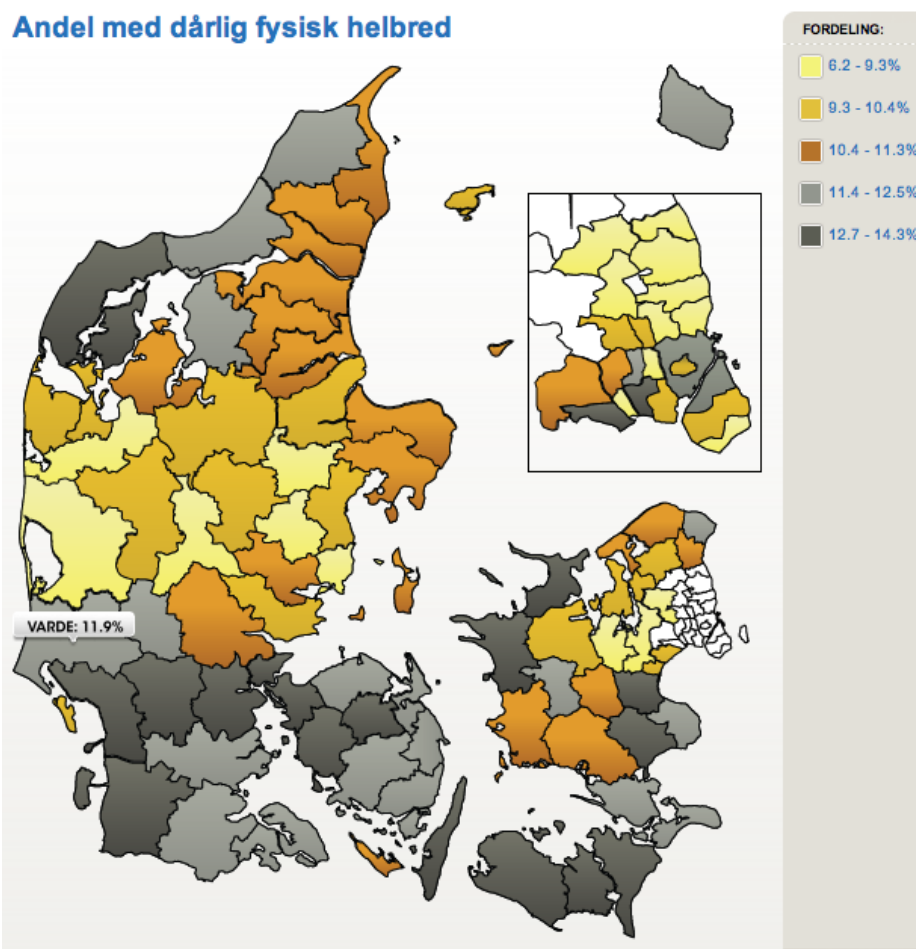 Andel med dårlig fysisk helbred
FORDELING:
6.2 - 9.3%
9.3 - 10.4%
10.4 - 11.3%
11.4 - 12.5%
12.7 - 14.3%
VARDE: 11.9%